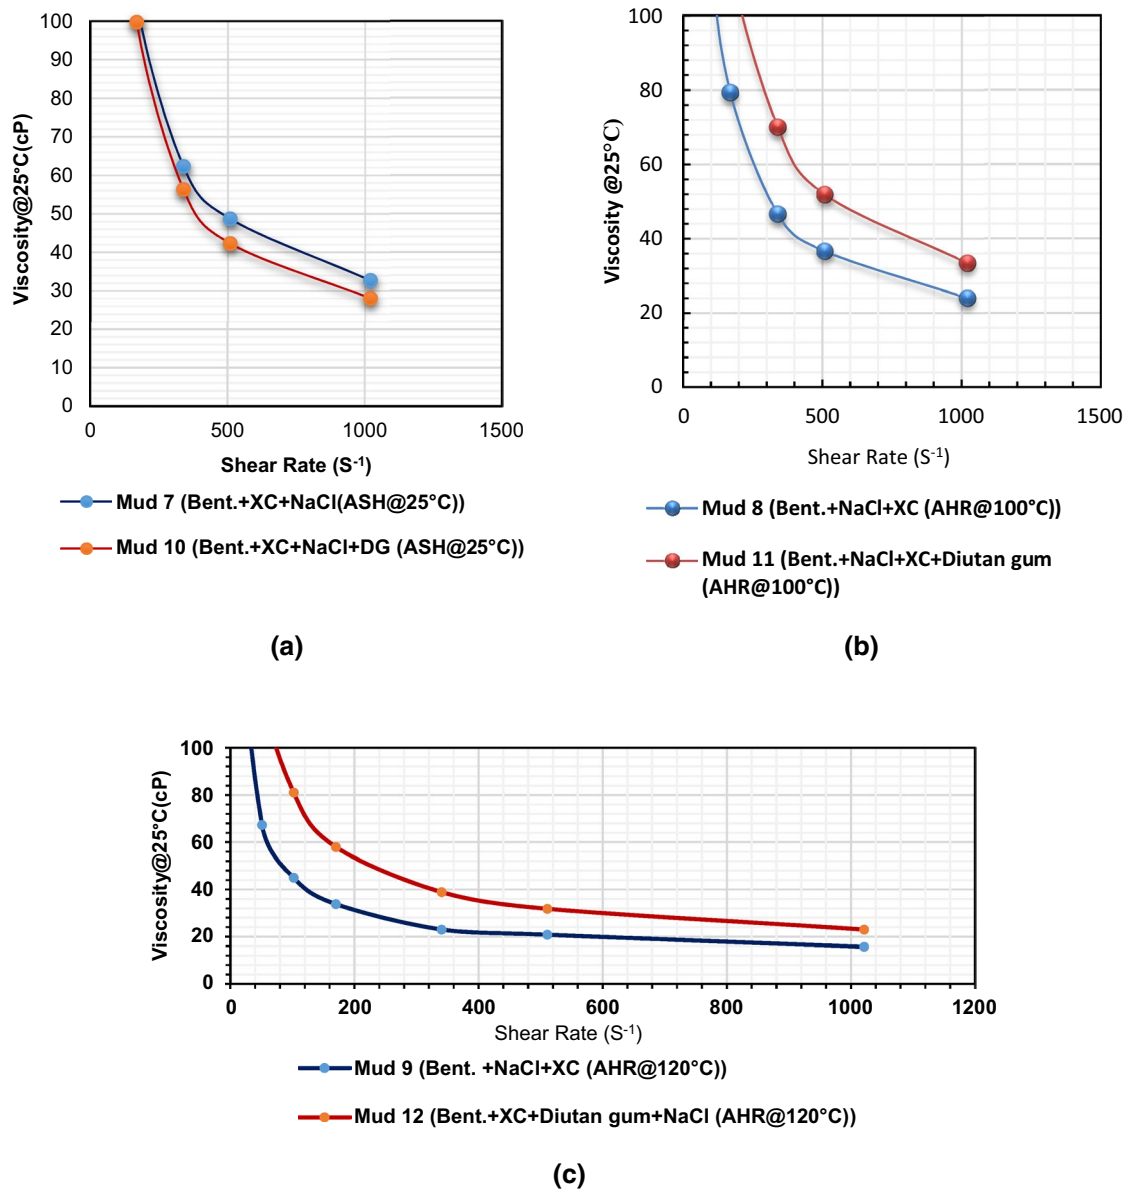 100
90
80
70
60
50
40
30
20
10
0
Viscosity@25°C(cP)
0 500 1000 1500
Shear Rate (S-1)
Mud 7 (Bent.+XC+NaCl(ASH@25°C))
Mud 10 (Bent.+XC+NaCl+DG (ASH@25°C))
(a)
100
80
60
40
20
0
Viscosity @25°C)
0 500 1000 1500
Shear Rate (S-1)
Mud 8 (Bent.+NaCl+XC (AHR@100°C))
Mud 11 (Bent.+NaCl+XC+Diutan gum
(AHR@100°C))
(b)
100
80
60
40
20
0
Viscosity@25°C(cP)
0 200 400 600 800 1000 1200
Shear Rate (S-1)
Mud 9 (Bent. +NaCl+XC (AHR@120°C))
Mud 12 (Bent.+XC+Diutan gum+NaCl (AHR@120°C))
(c)